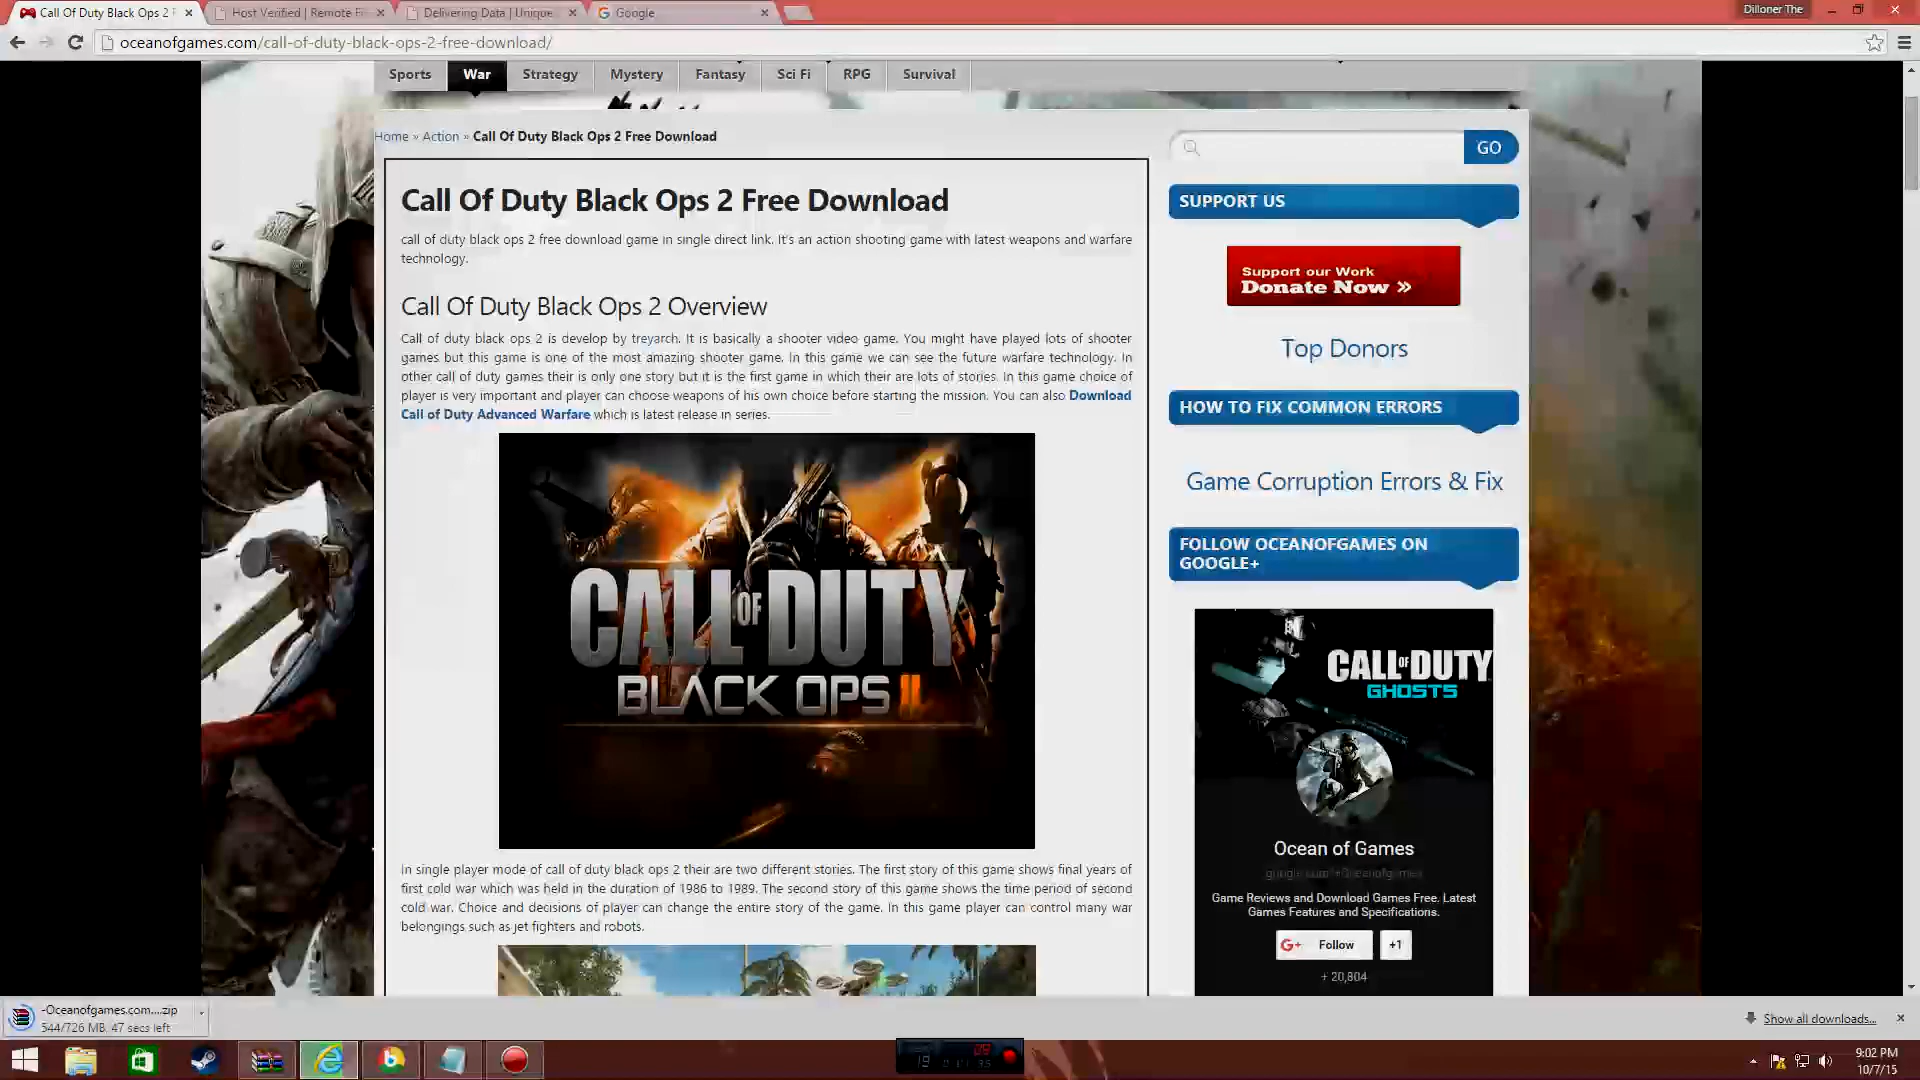 Call Of Duty Black Ops 2 F
Host Verified | Remote Fi
Delivering Data | Unique
Google
Dilloner The
oceanofgames.com/call-of-duty-black-ops-2-free-download/
Sports
War
Strategy
Mystery
Fantasy
Sci Fi
RPG
Survival
Home » Action » Call Of Duty Black Ops 2 Free Download
GO
Call Of Duty Black Ops 2 Free Download
call of duty black ops 2 free download game in single direct link. It's an action shooting game with latest weapons and warfare
technology.
Call Of Duty Black Ops 2 Overview
Call of duty black ops 2 is develop by treyarch. It is basically a shooter video game. You might have played lots of shooter
games but this game is one of the most amazing shooter game. In this game we can see the future warfare technology. In
other call of duty games their is only one story but it is the first game in which their are lots of stories. In this game choice of
player is very important and player can choose weapons of his own choice before starting the mission. You can also Download
Call of Duty Advanced Warfare which is latest release in series.
CALL OF DUTY
BLACK OPS II
In single player mode of call of duty black ops 2 their are two different stories. The first story of this game shows final years of
first cold war which was held in the duration of 1986 to 1989. The second story of this game shows the time period of second
cold war. Choice and decisions of player can change the entire story of the game. In this game player can control many war
belongings such as jet fighters and robots.
SUPPORT US
Support our Work
Donate Now »
Top Donors
HOW TO FIX COMMON ERRORS
Game Corruption Errors & Fix
FOLLOW OCEANOFGAMES ON
GOOGLE+
CALL OF DUTY
GHOSTS
Ocean of Games
google.com/+Oceanofgames
Game Reviews and Download Games Free. Latest
Games Features and Specifications.
G+ Follow
+1
+ 20,804
-Oceanofgames.com....zip
544/726 MB, 47 secs left
Show all downloads...
9:02 PM
10/7/15